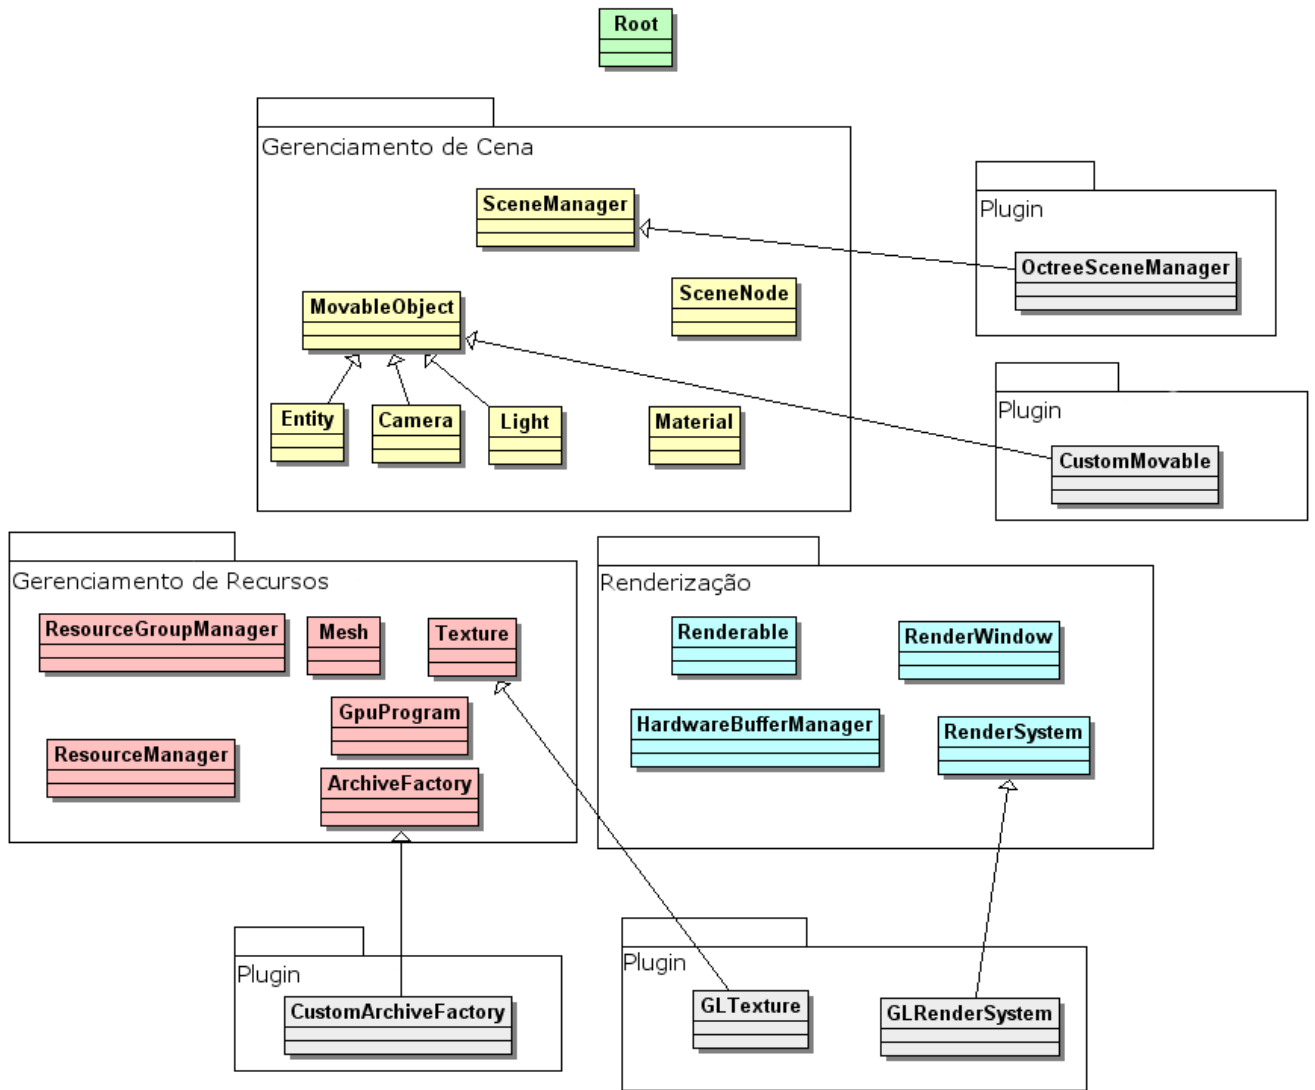 Root
Gerenciamento de Cena
SceneManager
Plugin
OctreeSceneManager
SceneNode
MovableObject
Plugin
Entity
Camera
Light
Material
CustomMovable
Gerenciamento de Recursos
Renderização
ResourceGroupManager
Mesh
Texture
Renderable
RenderWindow
GpuProgram
HardwareBufferManager
RenderSystem
ResourceManager
ArchiveFactory
Plugin
Plugin
CustomArchiveFactory
GLTexture
GLRenderSystem